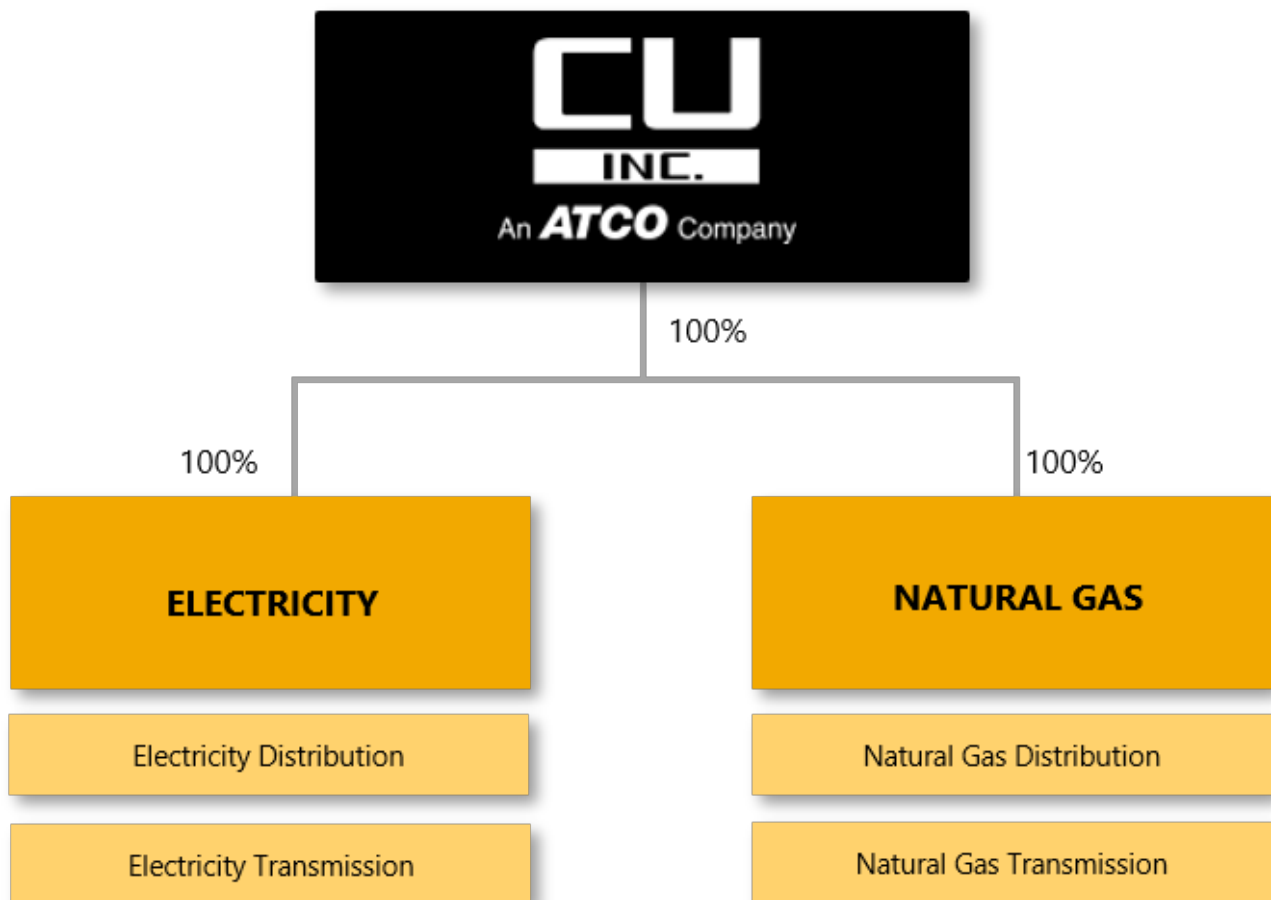 CU
INC.
An ATCO Company
100%
100%
100%
ELECTRICITY
NATURAL GAS
Electricity Distribution
Natural Gas Distribution
Electricity Transmission
Natural Gas Transmission